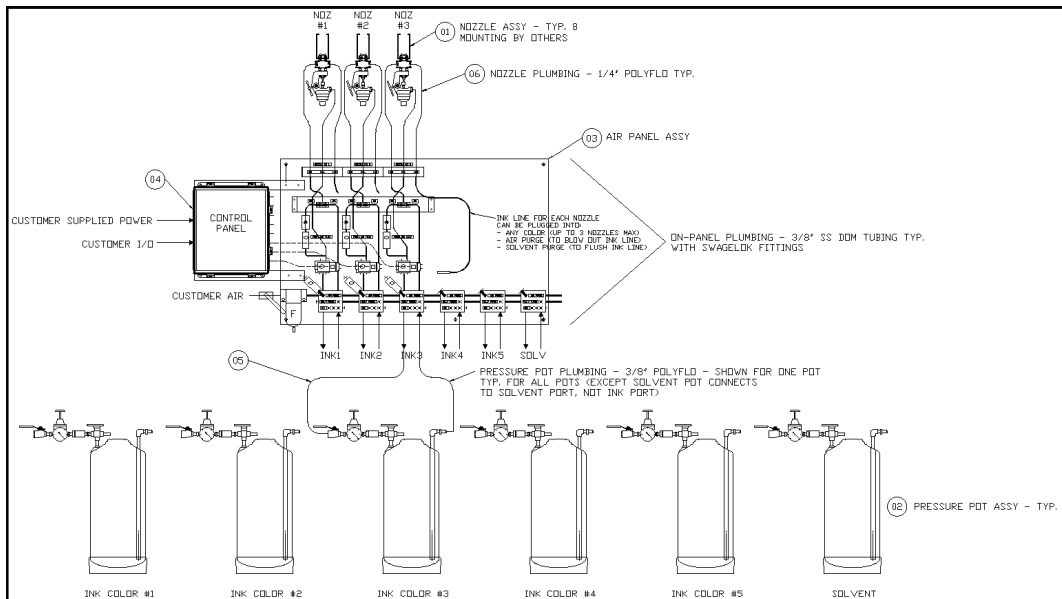 NOZ NOZ NOZ
#1 #2 #3
01 NOZZLE ASSY - TYP. 8
MOUNTING BY OTHERS
06 NOZZLE PLUMBING - 1/4" POLYFLO TYP.
03 AIR PANEL ASSY
04
CUSTOMER SUPPLIED POWER
CUSTOMER I/O
CONTROL
PANEL
INK LINE FOR EACH NOZZLE
CAN BE PLUGGED INTO:
- ANY COLOR (UP TO 3 NOZZLES MAX)
- AIR PURGE (TO BLOW OUT INK LINE)
- SOLVENT PURGE (TO FLUSH INK LINE)
ON-PANEL PLUMBING - 3/8" SS DOM TUBING TYP.
WITH SWAGELOK FITTINGS
CUSTOMER AIR
F
INK1 INK2 INK3 INK4 INK5 SOLV
05
PRESSURE POT PLUMBING - 3/8" POLYFLO - SHOWN FOR ONE POT
TYP. FOR ALL POTS (EXCEPT SOLVENT POT CONNECTS
TO SOLVENT PORT, NOT INK PORT)
02 PRESSURE POT ASSY - TYP.
INK COLOR #1 INK COLOR #2 INK COLOR #3 INK COLOR #4 INK COLOR #5 SOLVENT